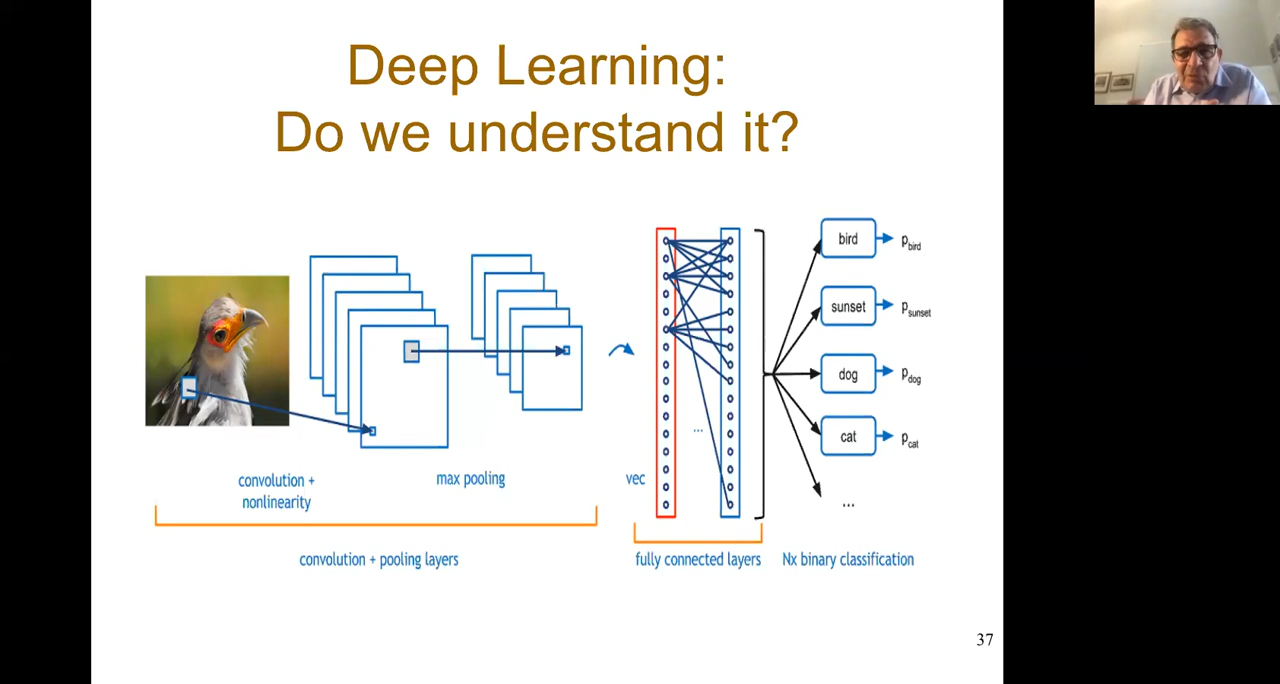 Deep Learning:
Do we understand it?
convolution +
nonlinearity
max pooling
vec
...
bird
p_bird
sunset
p_sunset
dog
p_dog
cat
p_cat
...
convolution + pooling layers
fully connected layers
Nx binary classification
37